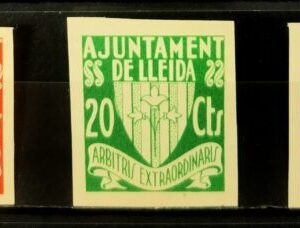 AJUNTAMENT
DE LLEIDA
20 Cts
ARBITRIS EXTRAORDINARIS